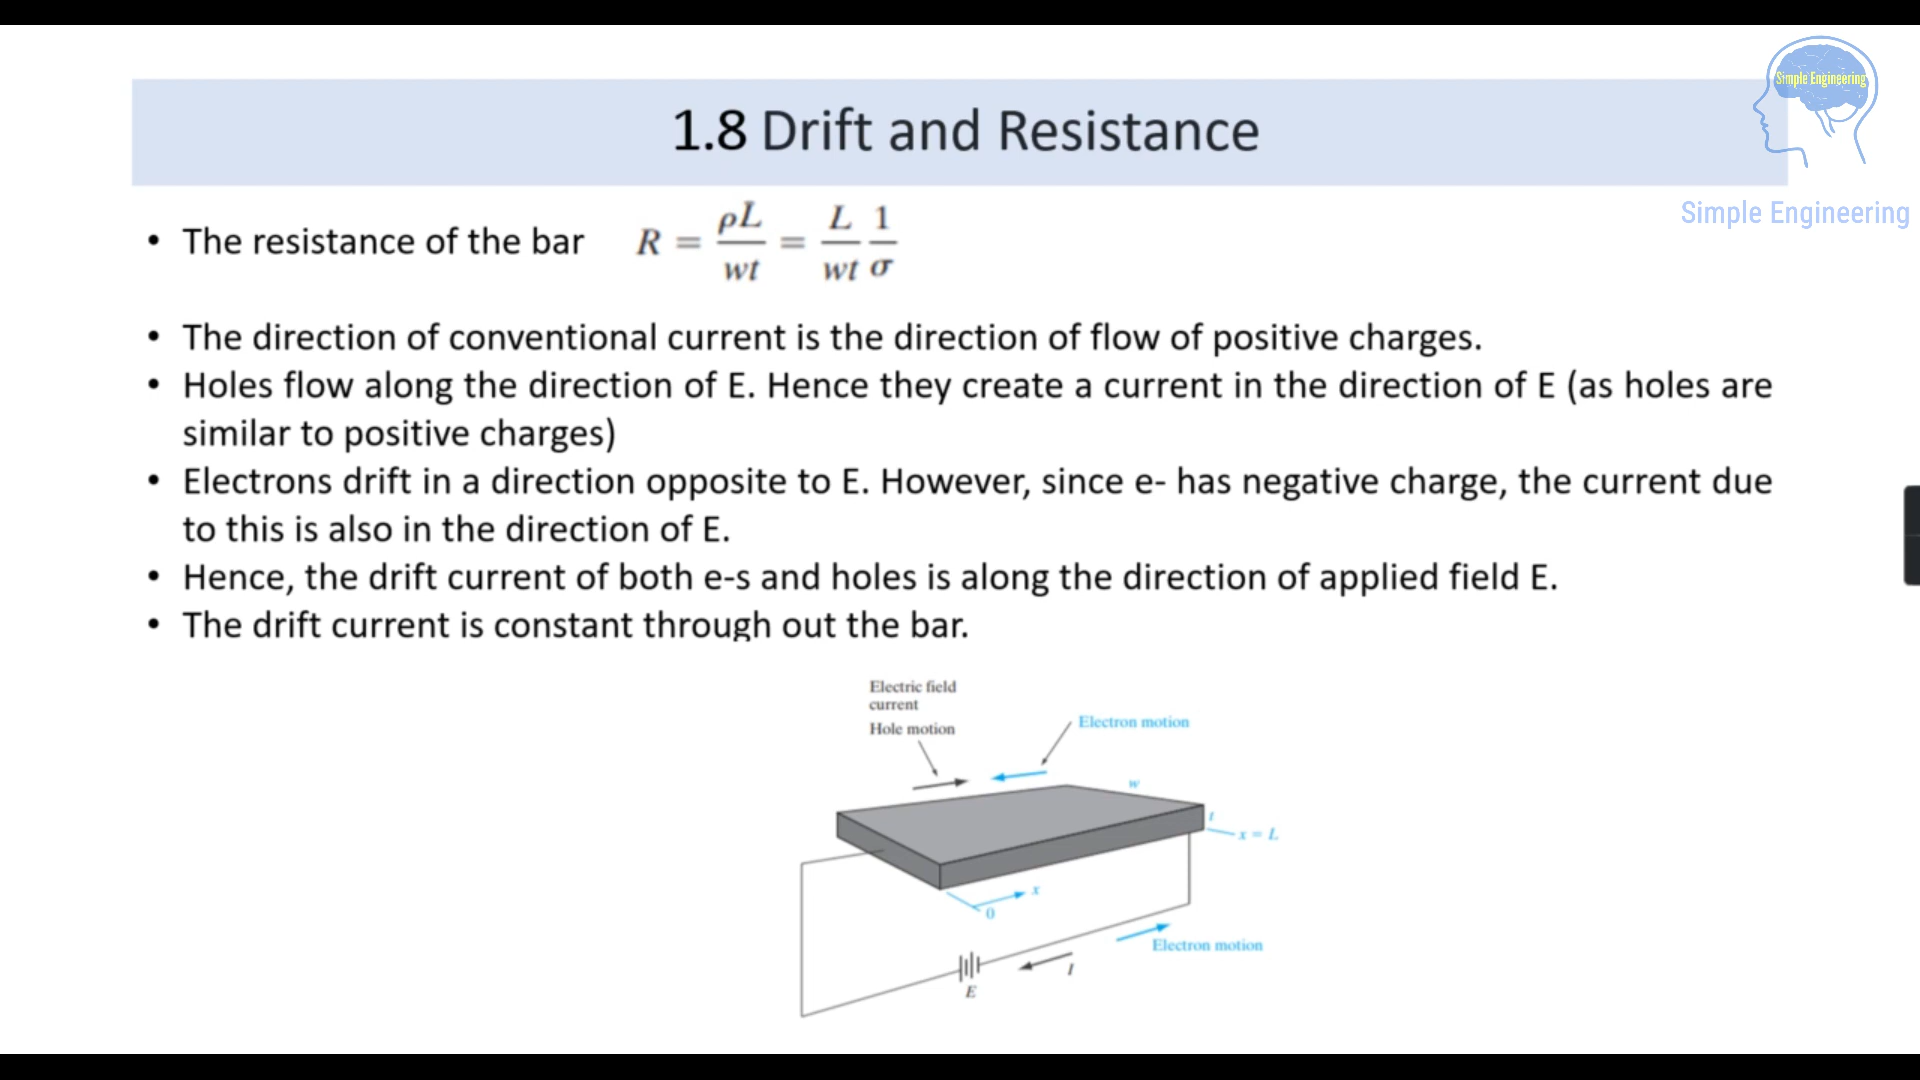 Simple Engineering
1.8 Drift and Resistance
Simple Engineering
• The resistance of the bar R = ρL/wt = L/wt 1/σ
• The direction of conventional current is the direction of flow of positive charges.
• Holes flow along the direction of E. Hence they create a current in the direction of E (as holes are
similar to positive charges)
• Electrons drift in a direction opposite to E. However, since e- has negative charge, the current due
to this is also in the direction of E.
• Hence, the drift current of both e-s and holes is along the direction of applied field E.
• The drift current is constant through out the bar.
Electric field
current
Hole motion
Electron motion
w
t
x = L
x
0
Electron motion
I
E